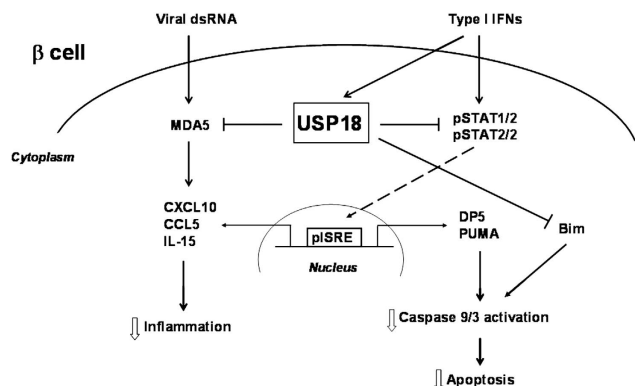 Viral dsRNA
Type I IFNs
β cell
MDA5
USP18
pSTAT1/2
pSTAT2/2
Cytoplasm
CXCL10
CCL5
IL-15
pISRE
Nucleus
DP5
PUMA
Bim
Inflammation
Caspase 9/3 activation
Apoptosis